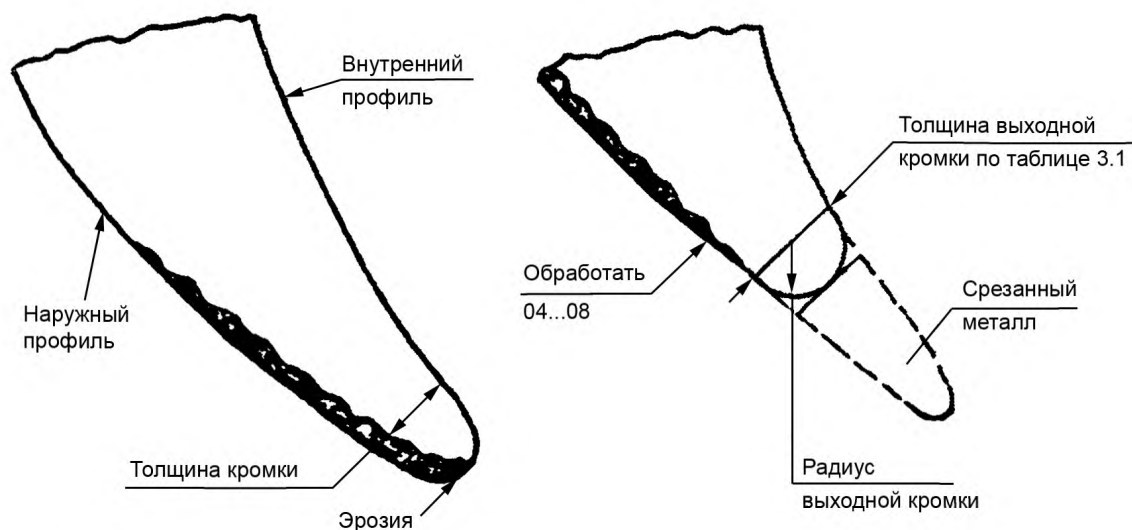 Внутренний
профиль
Наружный
профиль
Толщина кромки
Эрозия
Толщина выходной
кромки по таблице 3.1
Обработать
04...08
Срезанный
металл
Радиус
выходной кромки